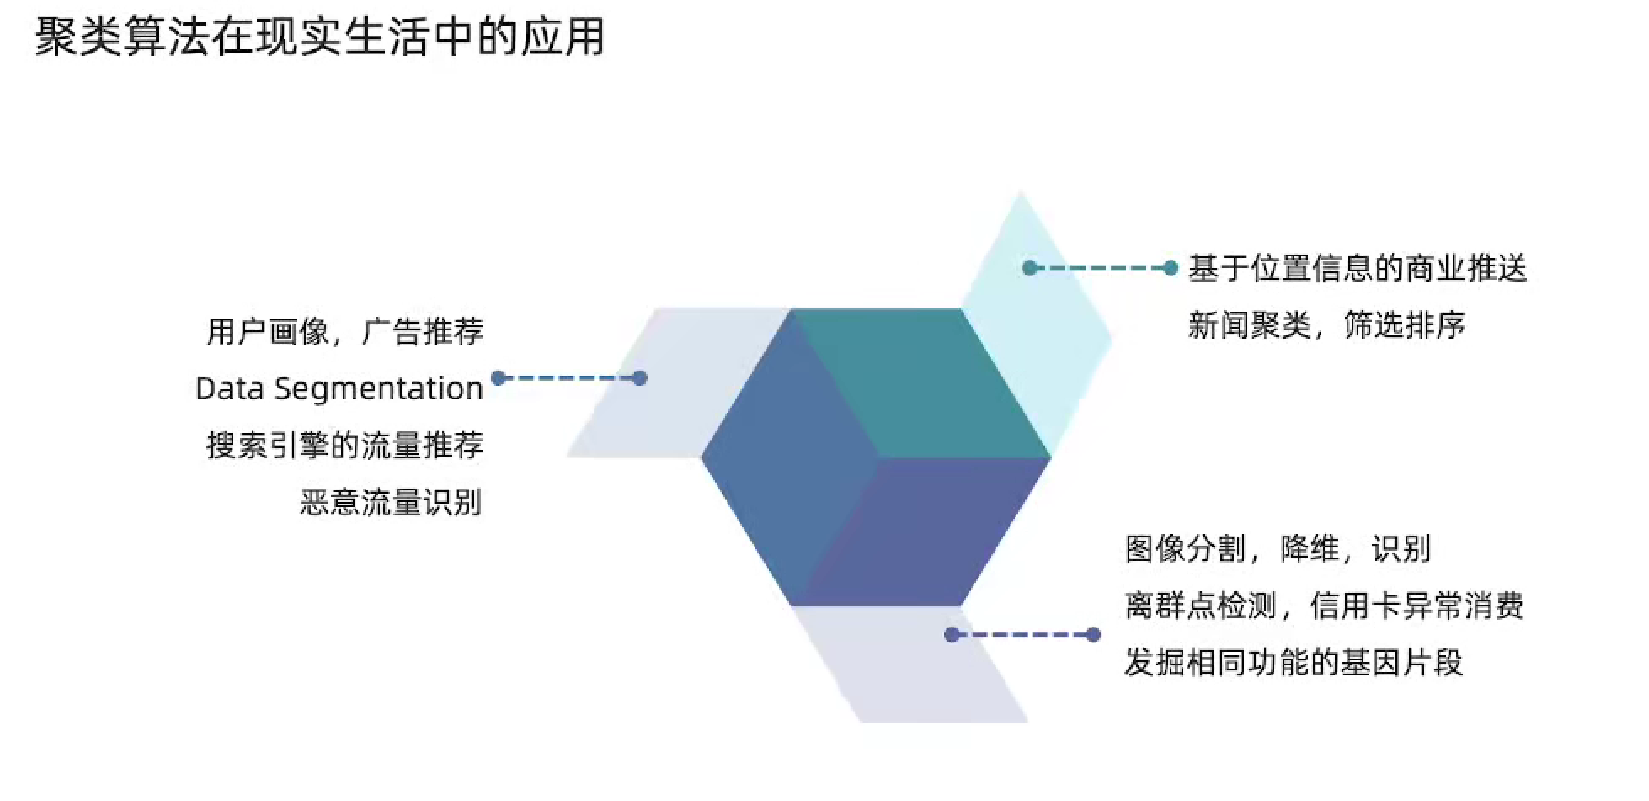 聚类算法在现实生活中的应用
用户画像，广告推荐
Data Segmentation
搜索引擎的流量推荐
恶意流量识别
基于位置信息的商业推送
新闻聚类，筛选排序
图像分割，降维，识别
离群点检测，信用卡异常消费
发掘相同功能的基因片段